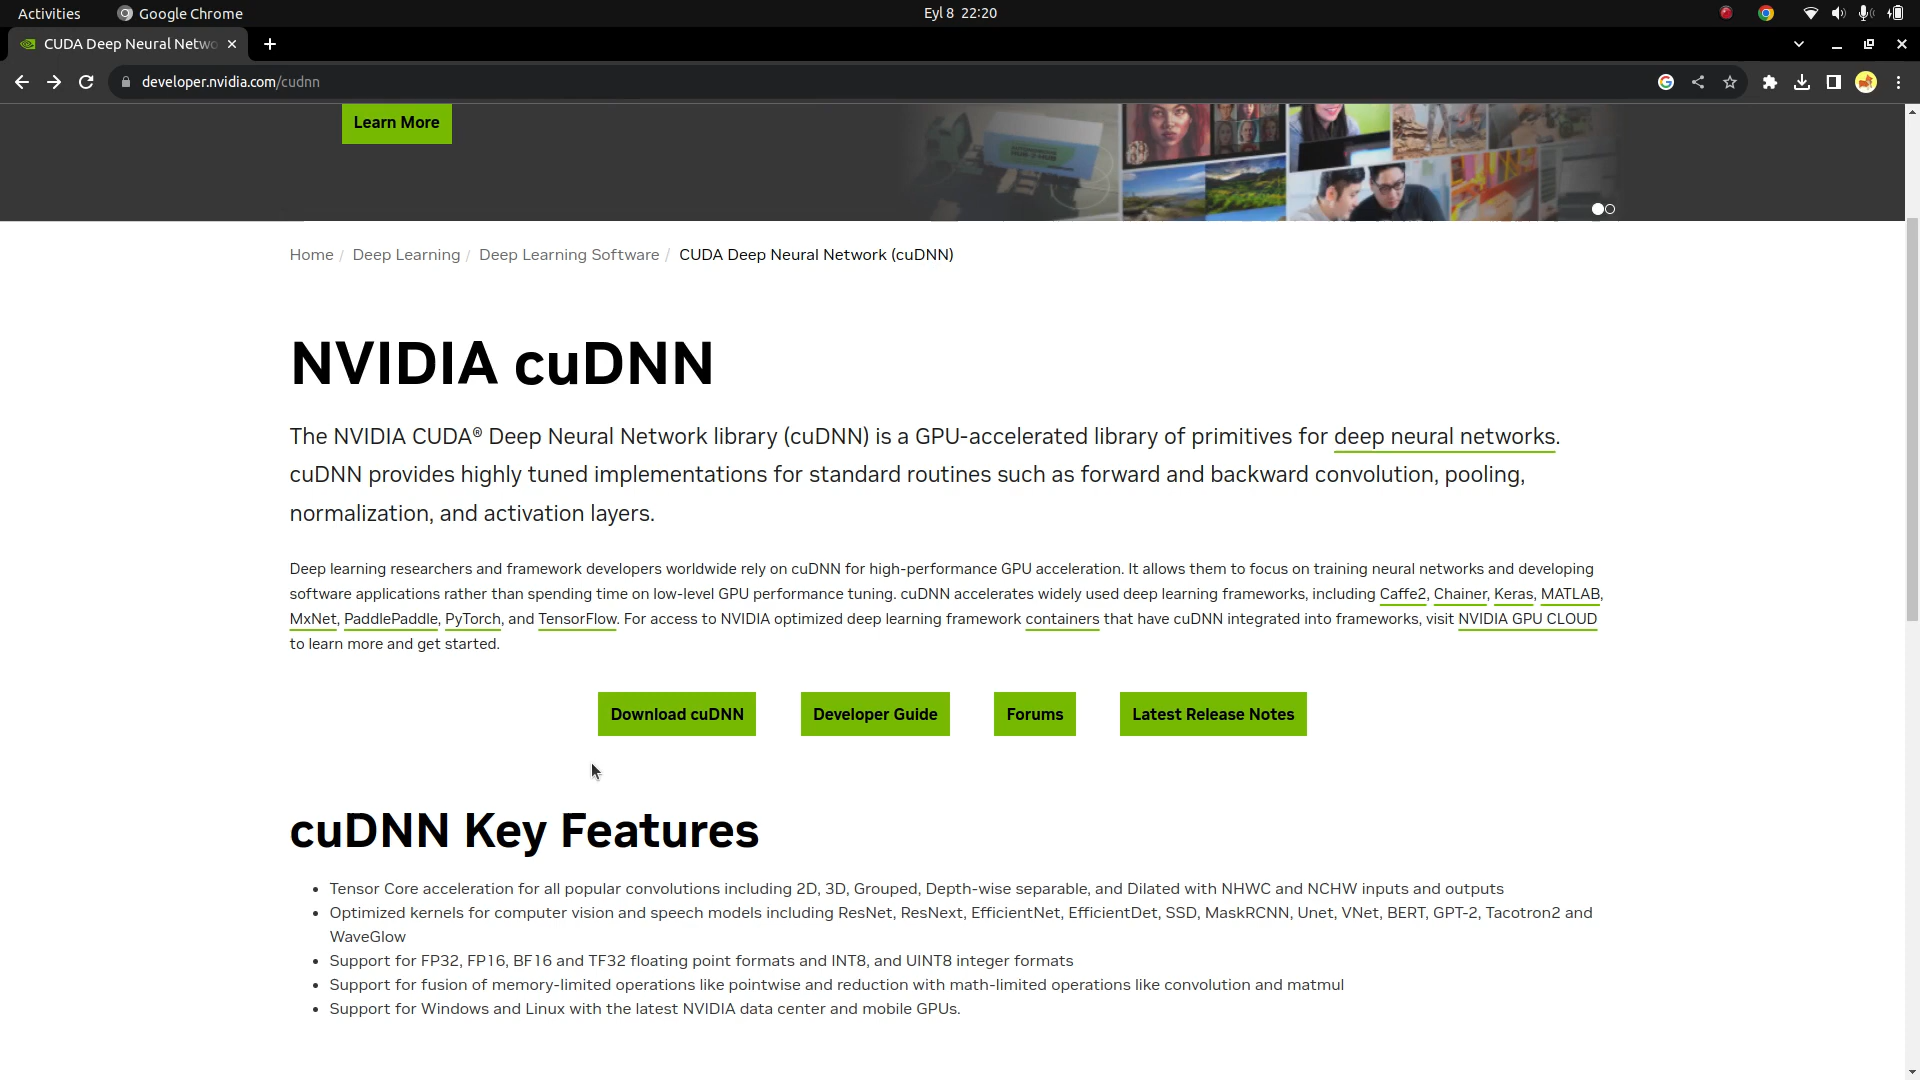 Activities
Google Chrome
Eyl 8 22:20
CUDA Deep Neural Netwo
developer.nvidia.com/cudnn
Learn More
Home / Deep Learning / Deep Learning Software / CUDA Deep Neural Network (cuDNN)
NVIDIA cuDNN
The NVIDIA CUDA® Deep Neural Network library (cuDNN) is a GPU-accelerated library of primitives for deep neural networks.
cuDNN provides highly tuned implementations for standard routines such as forward and backward convolution, pooling,
normalization, and activation layers.
Deep learning researchers and framework developers worldwide rely on cuDNN for high-performance GPU acceleration. It allows them to focus on training neural networks and developing
software applications rather than spending time on low-level GPU performance tuning. cuDNN accelerates widely used deep learning frameworks, including Caffe2, Chainer, Keras, MATLAB,
MxNet, PaddlePaddle, PyTorch, and TensorFlow. For access to NVIDIA optimized deep learning framework containers that have cuDNN integrated into frameworks, visit NVIDIA GPU CLOUD
to learn more and get started.
Download cuDNN
Developer Guide
Forums
Latest Release Notes
cuDNN Key Features
• Tensor Core acceleration for all popular convolutions including 2D, 3D, Grouped, Depth-wise separable, and Dilated with NHWC and NCHW inputs and outputs
• Optimized kernels for computer vision and speech models including ResNet, ResNext, EfficientNet, EfficientDet, SSD, MaskRCNN, Unet, VNet, BERT, GPT-2, Tacotron2 and
WaveGlow
• Support for FP32, FP16, BF16 and TF32 floating point formats and INT8, and UINT8 integer formats
• Support for fusion of memory-limited operations like pointwise and reduction with math-limited operations like convolution and matmul
• Support for Windows and Linux with the latest NVIDIA data center and mobile GPUs.